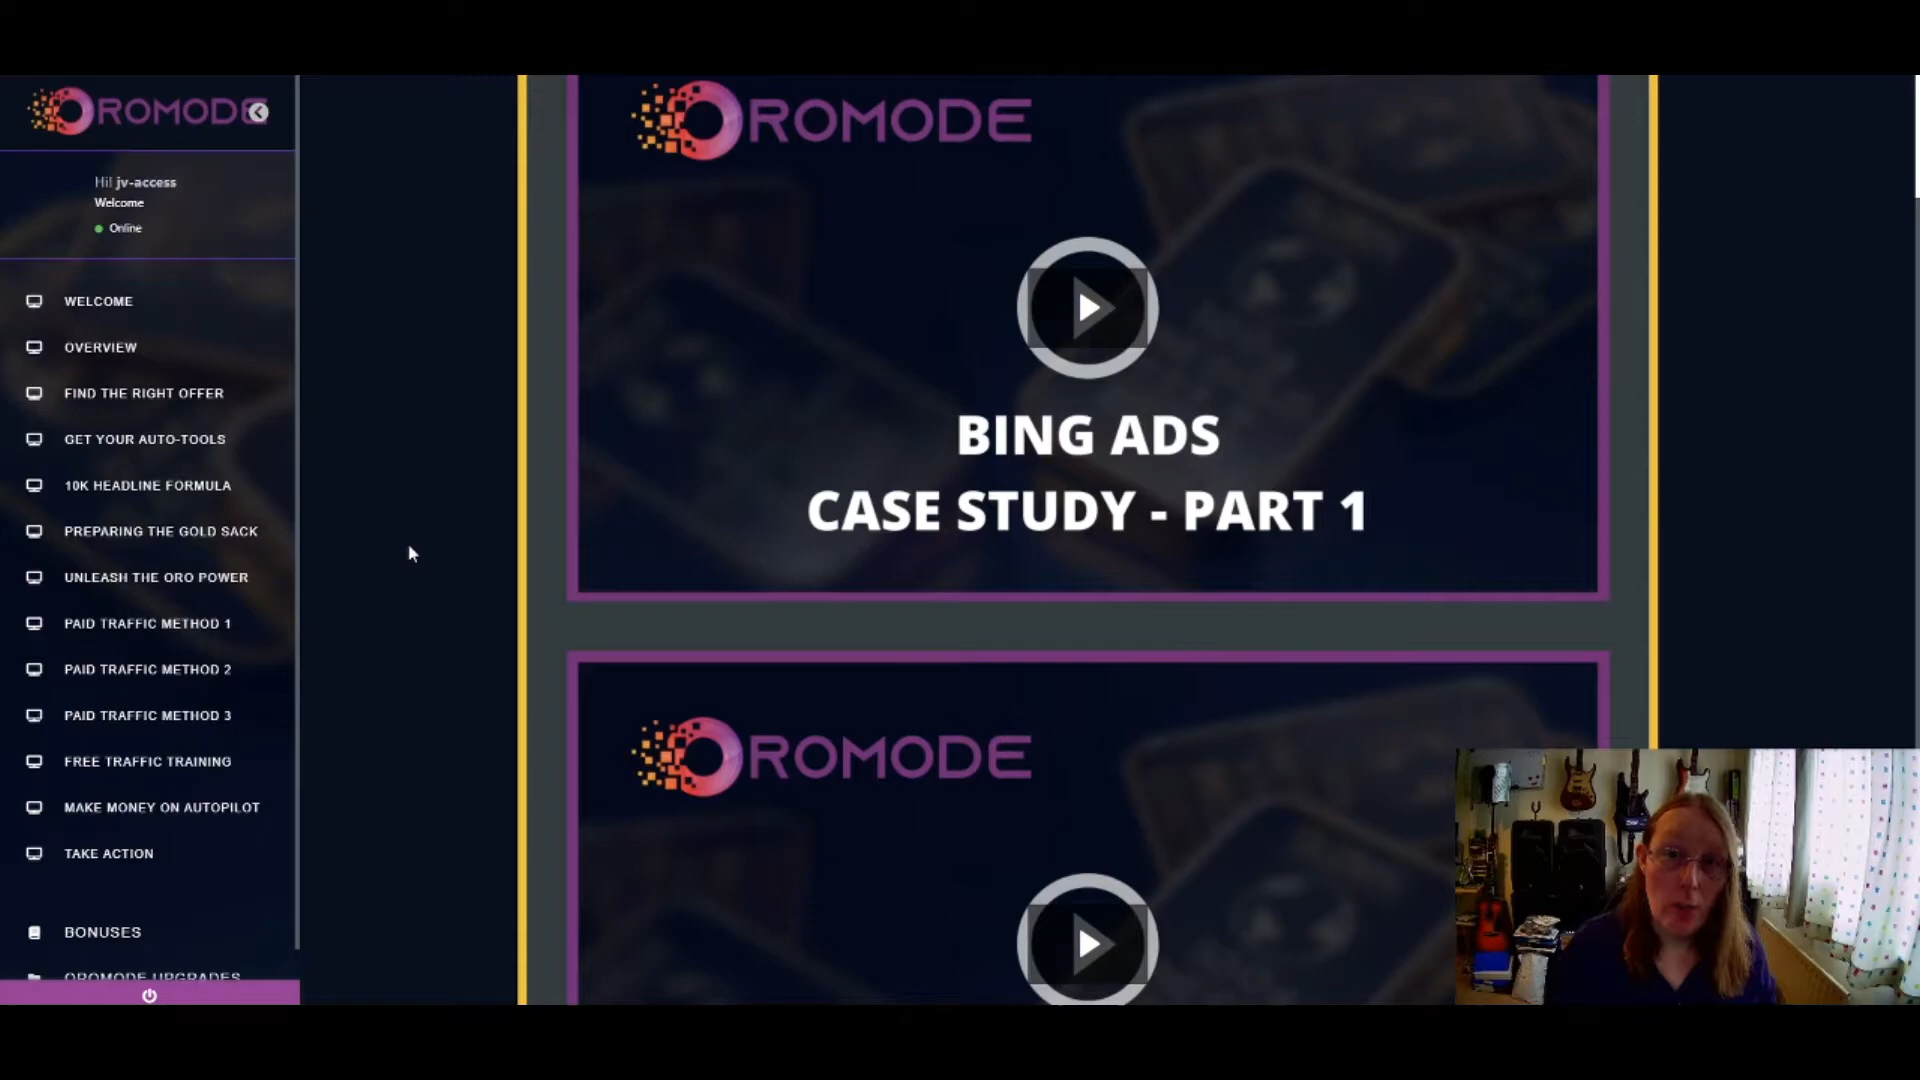 OROMODE
Hi! jv-access
Welcome
Online
WELCOME
OVERVIEW
FIND THE RIGHT OFFER
GET YOUR AUTO-TOOLS
10K HEADLINE FORMULA
PREPARING THE GOLD SACK
UNLEASH THE ORO POWER
PAID TRAFFIC METHOD 1
PAID TRAFFIC METHOD 2
PAID TRAFFIC METHOD 3
FREE TRAFFIC TRAINING
MAKE MONEY ON AUTOPILOT
TAKE ACTION
BONUSES
OROMODE UPGRADES
OROMODE
BING ADS
CASE STUDY - PART 1
OROMODE